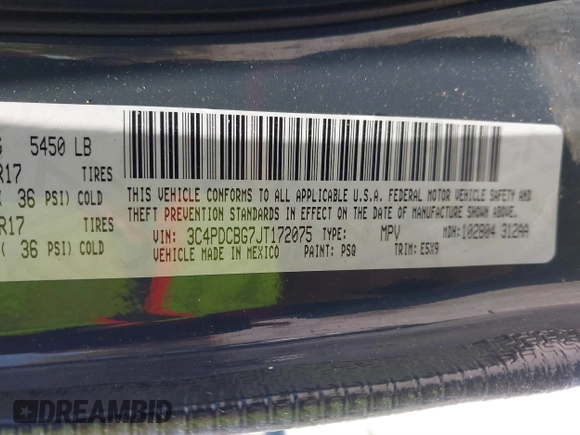 G 5450 LB
R17 TIRES
( 36 PSI) COLD
R17 TIRES
( 36 PSI) COLD
THIS VEHICLE CONFORMS TO ALL APPLICABLE U.S.A. FEDERAL MOTOR VEHICLE SAFETY AND
THEFT PREVENTION STANDARDS IN EFFECT ON THE DATE OF MANUFACTURE SHOWN ABOVE.
VIN: 3C4PDCBG7JT172075 TYPE: MPV MDH: 102804 312AA
VEHICLE MADE IN MEXICO PAINT: PSQ TRIM: E5X9
DREAMBID